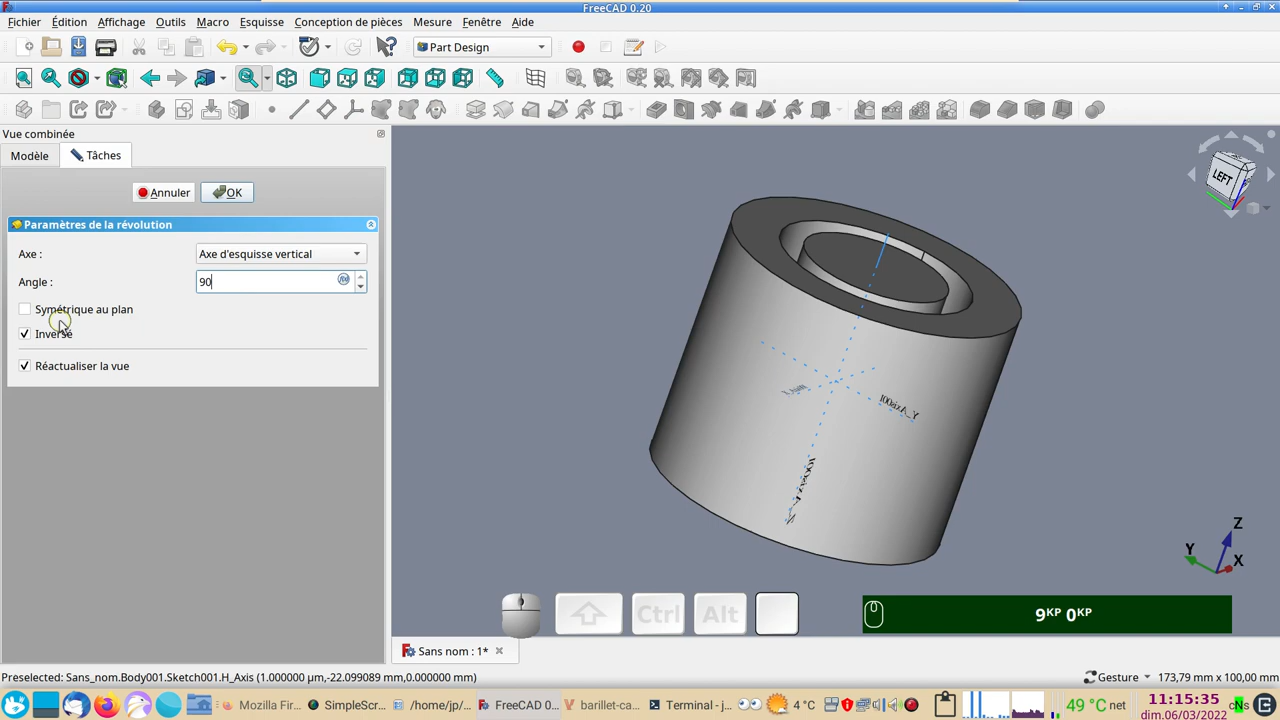 FreeCAD 0.20
Fichier Édition Affichage Outils Macro Esquisse Conception de pièces Mesure Fenêtre Aide
Part Design
Vue combinée
Modèle Tâches
Annuler OK
Paramètres de la révolution
Axe : Axe d'esquisse vertical
Angle : 90
Symétrique au plan
Inversé
Réactualiser la vue
LEFT
Y_Axis001
Z
Y
X
Ctrl Alt
9KP 0KP
Sans nom : 1*
Preselected: Sans_nom.Body001.Sketch001.H_Axis (1.000000 µm,-22.099089 mm,0.000000 mm)
Gesture 173,79 mm x 100,00 mm
Mozilla Fir... SimpleScr... /home/jp/... FreeCAD 0... barillet-ca... Terminal - j... 4 °C 49 °C net
11:15:35
dim.06/03/2022